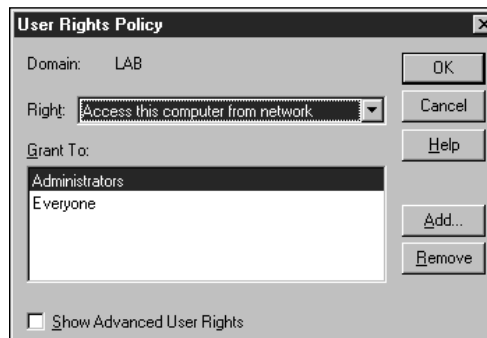 User Rights Policy
Domain: LAB
OK
Right: Access this computer from network
Cancel
Grant To:
Help
Administrators
Everyone
Add...
Remove
Show Advanced User Rights